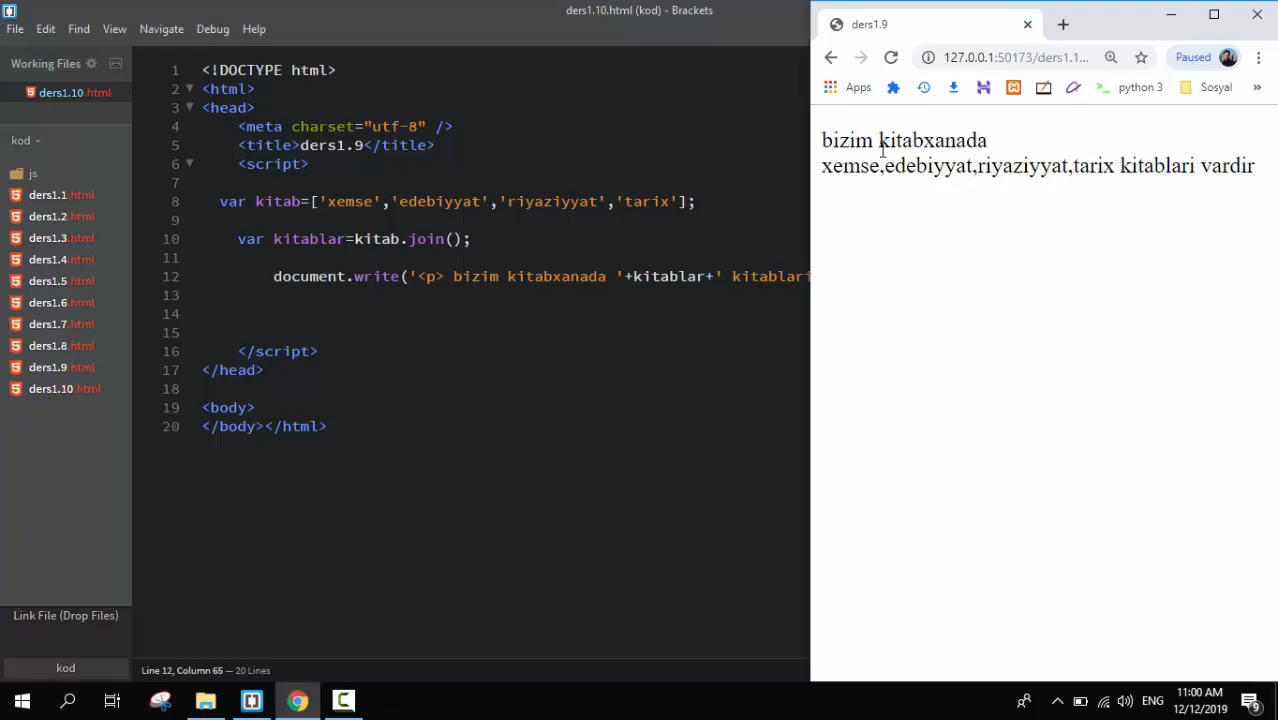 ders1.10.html (kod) - Brackets
File Edit Find View Navigate Debug Help
Working Files
ders1.10.html
kod
js
ders1.1.html
ders1.2.html
ders1.3.html
ders1.4.html
ders1.5.html
ders1.6.html
ders1.7.html
ders1.8.html
ders1.9.html
ders1.10.html
Link File (Drop Files)
kod
1 <!DOCTYPE html>
2 <html>
3 <head>
4 <meta charset="utf-8" />
5 <title>ders1.9</title>
6 <script>
7
8 var kitab=['xemse','edebiyyat','riyaziyyat','tarix'];
9
10 var kitablar=kitab.join();
11
12 document.write('<p> bizim kitabxanada '+kitablar+' kitablari
13
14
15
16 </script>
17 </head>
18
19 <body>
20 </body></html>
Line 12, Column 65 — 20 Lines
ders1.9
127.0.0.1:50173/ders1.1...
Paused
Apps python 3 Sosyal »
bizim kitabxanada
xemse,edebiyyat,riyaziyyat,tarix kitablari vardir
ENG
11:00 AM
12/12/2019
9